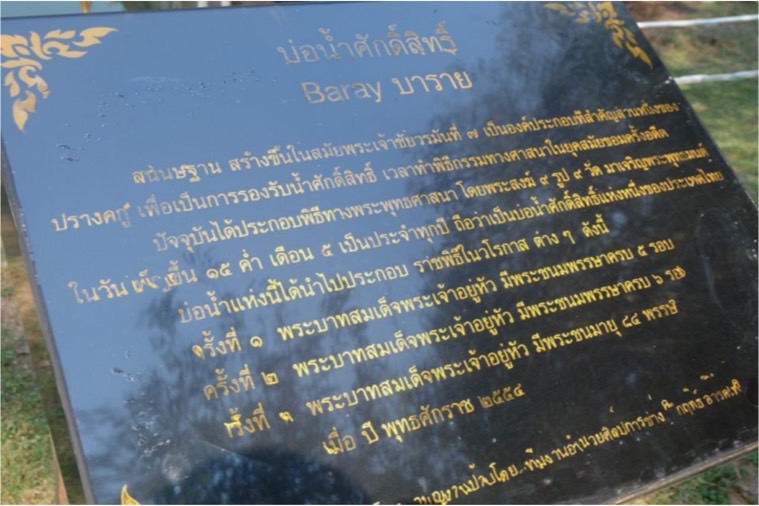 บ่อน้ำศักดิ์สิทธิ์
Baray บาราย
สันนิษฐาน สร้างขึ้นในสมัยพระเจ้าชัยวรมันที่ ๗ เป็นองค์ประกอบที่สำคัญส่วนหนึ่งของ
ปรางคกู่ เพื่อเป็นการรองรับน้ำศักดิ์สิทธิ์ เวลาทำพิธีกรรมทางศาสนาในยุคสมัยขอมครั้งอดีต
ปัจจุบันได้ประกอบพิธีทางพระพุทธศาสนาโดยพระสงฆ์ ๙ รูป ๙ วัด มาเจริญพระพุทธมนต์
ในวัน ขึ้น ๑๕ ค่ำ เดือน ๕ เป็นประจำทุกปี ถือว่าเป็นบ่อน้ำศักดิ์สิทธิ์แห่งหนึ่งของประเทศไทย
บ่อน้ำแห่งนี้ได้นำไปประกอบ ราชพิธีในวโรกาส ต่าง ๆ ดังนี้
ครั้งที่ ๑ พระบาทสมเด็จพระเจ้าอยู่หัว มีพระชนมพรรษาครบ ๕ รอบ
ครั้งที่ ๒ พระบาทสมเด็จพระเจ้าอยู่หัว มีพระชนมพรรษาครบ ๖ รอบ
ครั้งที่ ๓ พระบาทสมเด็จพระเจ้าอยู่หัว มีพระชนมายุ ๘๔ พรรษา
เมื่อ ปี พุทธศักราช ๒๕๕๔